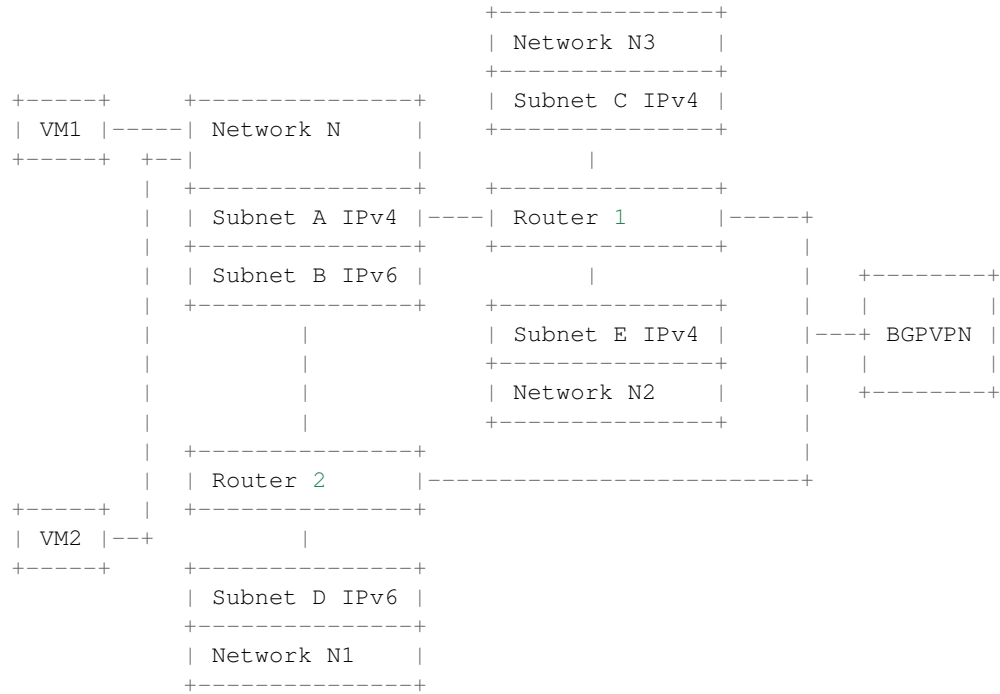 Network N3
Subnet C IPv4
VM1
Network N
Subnet A IPv4
Router 1
Subnet B IPv6
Subnet E IPv4
BGPVPN
Network N2
Router 2
VM2
Subnet D IPv6
Network N1